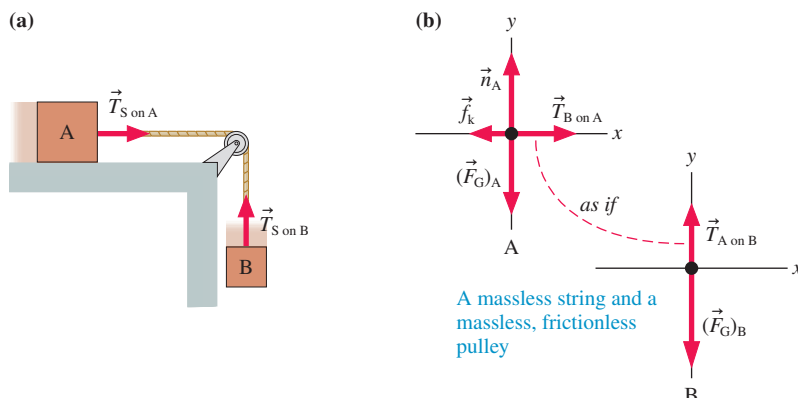 (a)
A
T⃗ S on A
T⃗ S on B
B
(b)
y
n⃗ A
f⃗ k
T⃗ B on A
x
(F⃗ G) A
A
as if
y
T⃗ A on B
x
(F⃗ G) B
B
A massless string and a
massless, frictionless
pulley